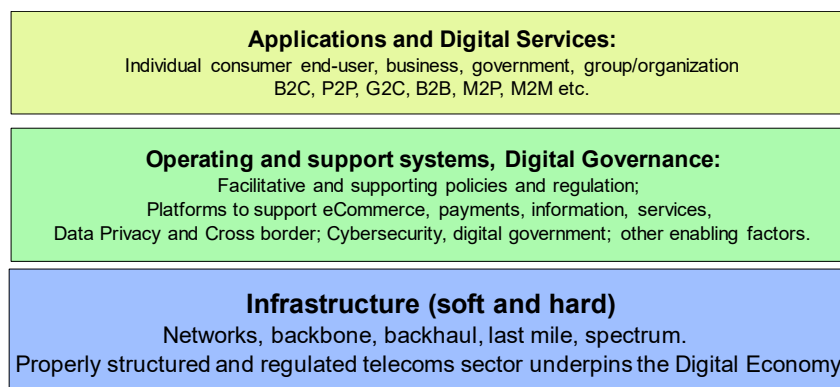 Applications and Digital Services:
Individual consumer end-user, business, government, group/organization
B2C, P2P, G2C, B2B, M2P, M2M etc.
Operating and support systems, Digital Governance:
Facilitative and supporting policies and regulation;
Platforms to support eCommerce, payments, information, services,
Data Privacy and Cross border; Cybersecurity, digital government; other enabling factors.
Infrastructure (soft and hard)
Networks, backbone, backhaul, last mile, spectrum.
Properly structured and regulated telecoms sector underpins the Digital Economy